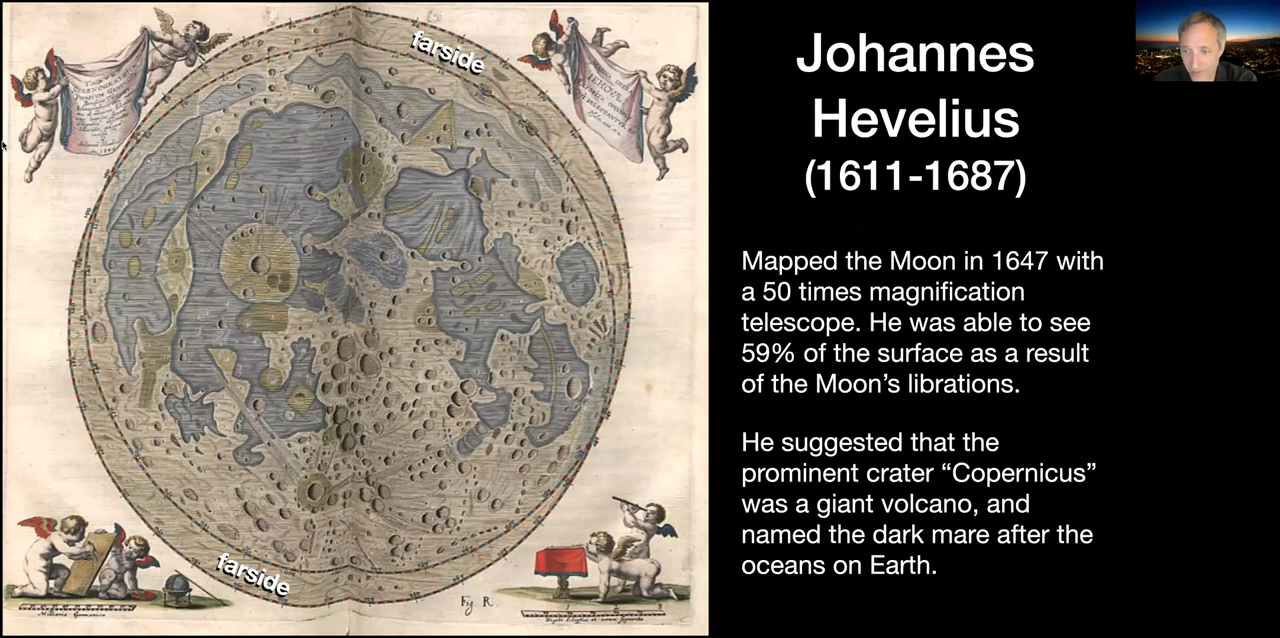 farside
Johannes
Hevelius
(1611-1687)
Mapped the Moon in 1647 with
a 50 times magnification
telescope. He was able to see
59% of the surface as a result
of the Moon’s librations.
He suggested that the
prominent crater “Copernicus”
was a giant volcano, and
named the dark mare after the
oceans on Earth.
farside
Fig. R.